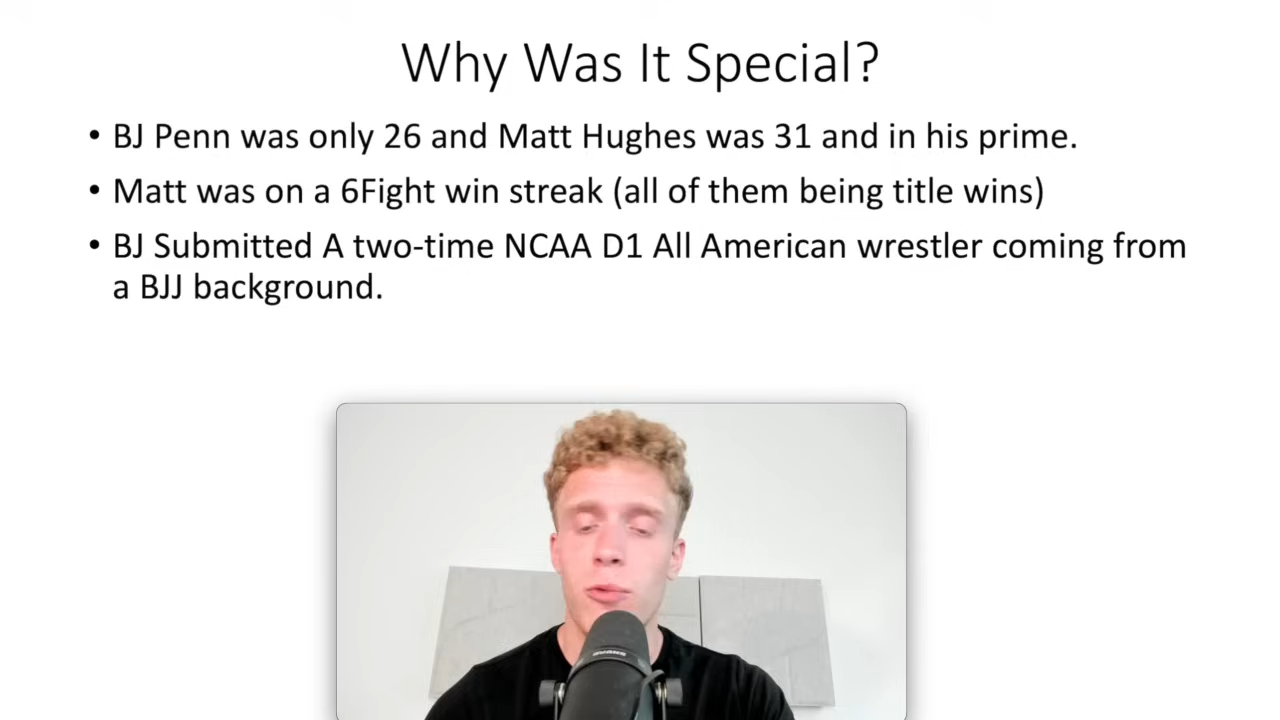 Why Was It Special?
• BJ Penn was only 26 and Matt Hughes was 31 and in his prime.
• Matt was on a 6Fight win streak (all of them being title wins)
• BJ Submitted A two-time NCAA D1 All American wrestler coming from
a BJJ background.